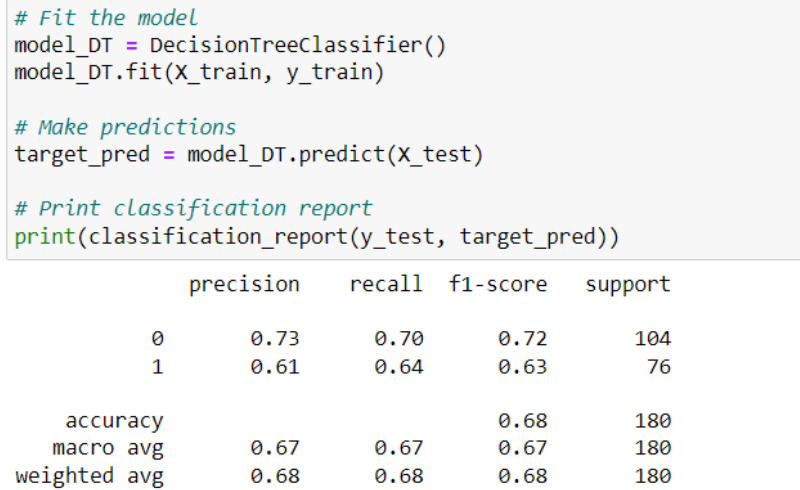 # Fit the model
model_DT = DecisionTreeClassifier()
model_DT.fit(X_train, y_train)
# Make predictions
target_pred = model_DT.predict(X_test)
# Print classification report
print(classification_report(y_test, target_pred))
precision recall f1-score support
0 0.73 0.70 0.72 104
1 0.61 0.64 0.63 76
accuracy 0.68 180
macro avg 0.67 0.67 0.67 180
weighted avg 0.68 0.68 0.68 180